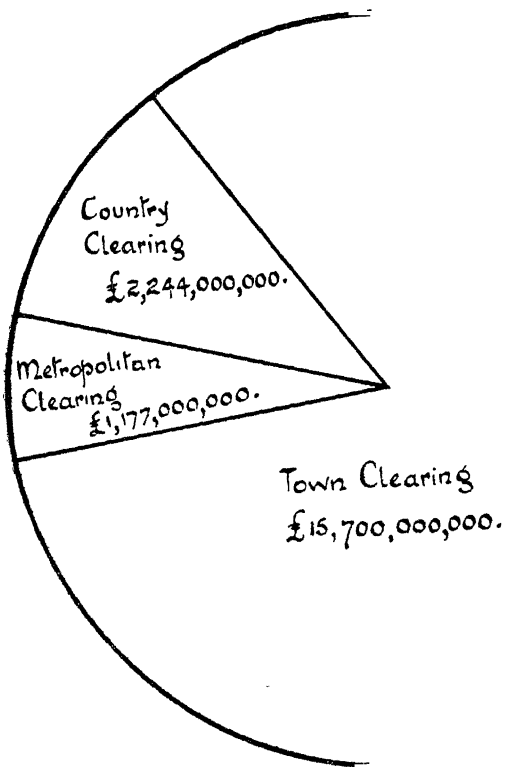 Country
Clearing
£2,244,000,000.
Metropolitan
Clearing
£1,177,000,000.
Town Clearing
£15,700,000,000.